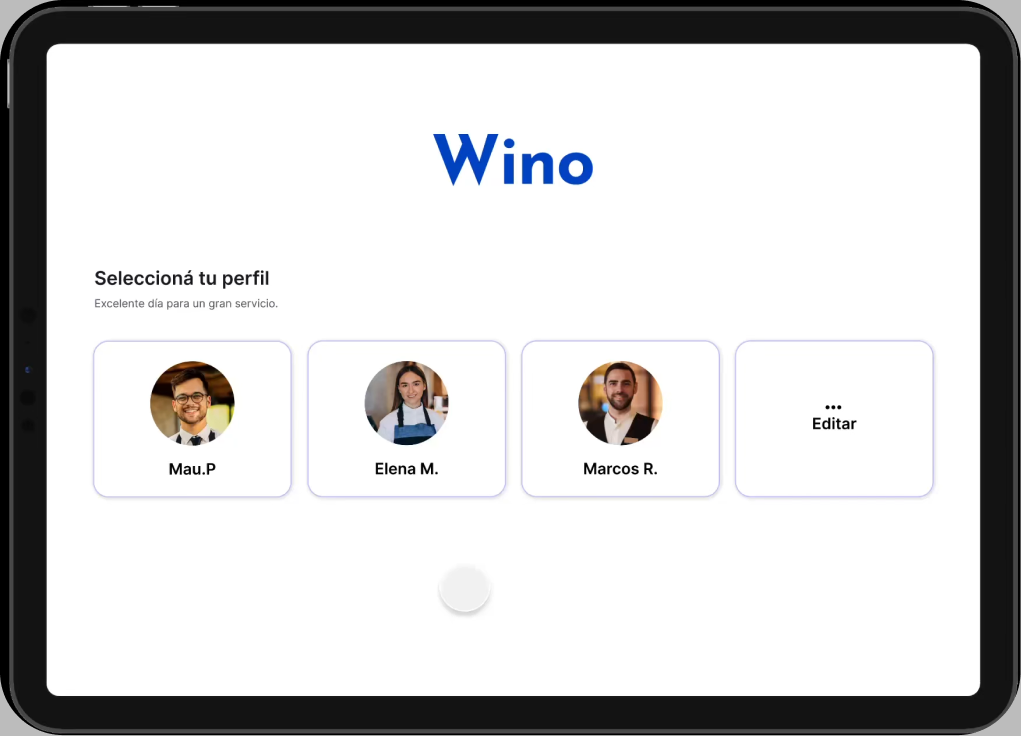 Wino
Seleccioná tu perfil
Excelente día para un gran servicio.
Mau.P
Elena M.
Marcos R.
...
Editar